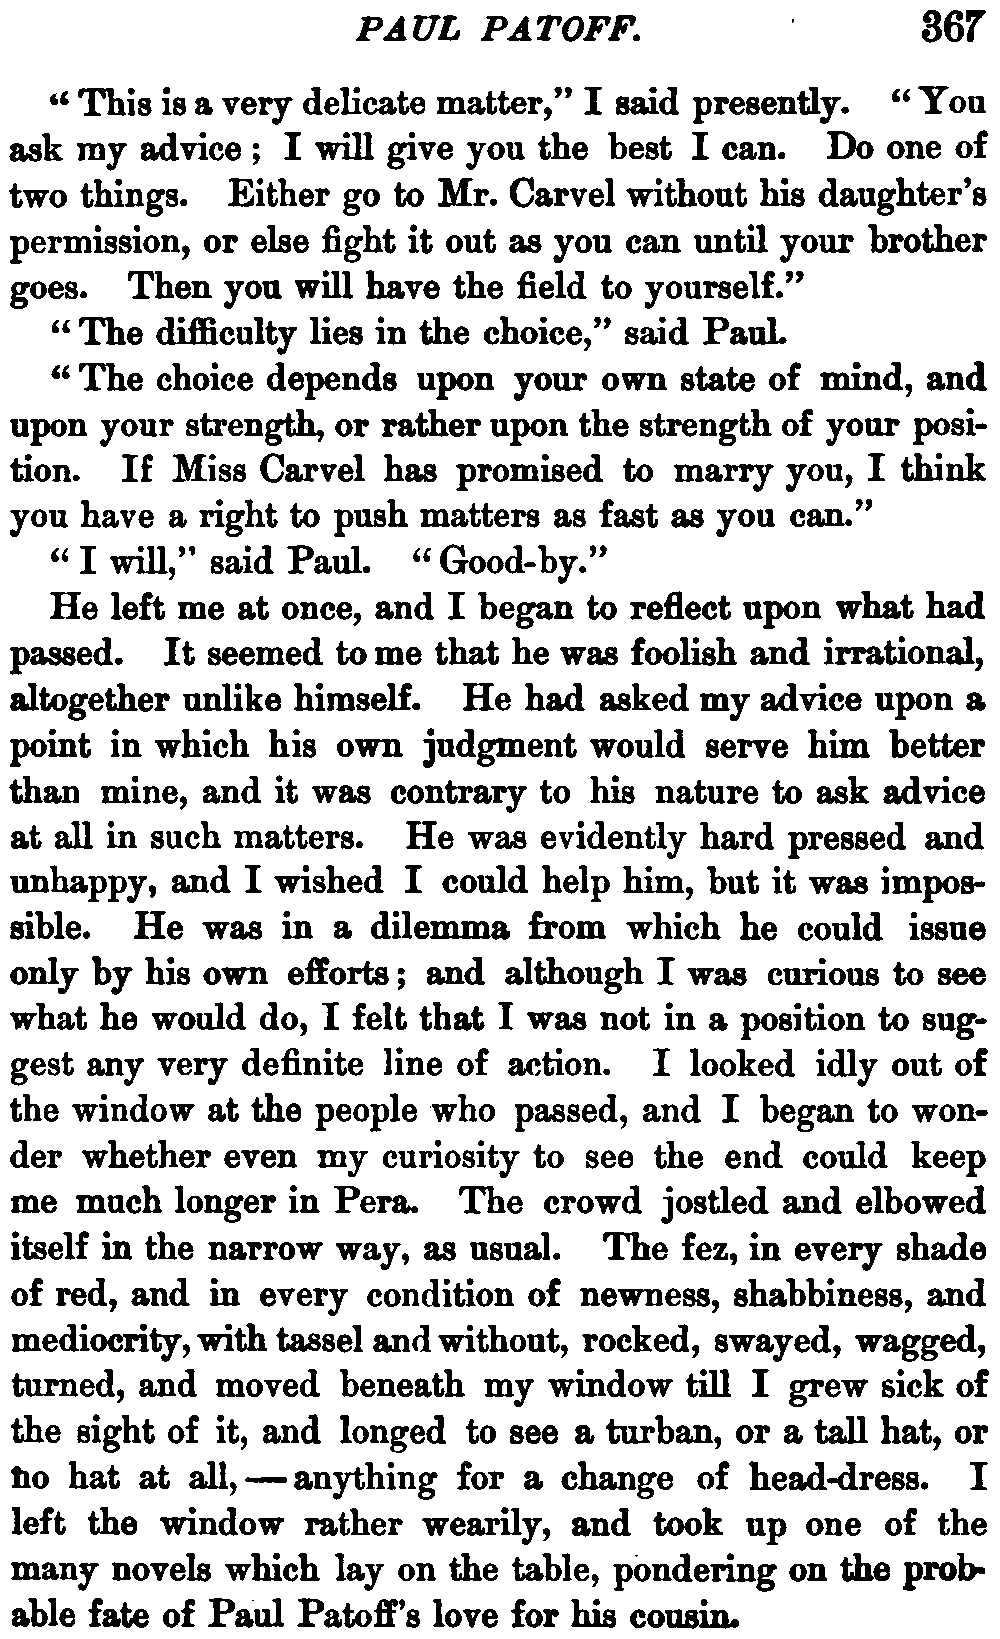 PAUL PATOFF. 367
“ This is a very delicate matter,” I said presently. “ You
ask my advice ; I will give you the best I can. Do one of
two things. Either go to Mr. Carvel without his daughter's
permission, or else fight it out as you can until your brother
goes. Then you will have the field to yourself.”
“ The difficulty lies in the choice,” said Paul.
“ The choice depends upon your own state of mind, and
upon your strength, or rather upon the strength of your posi-
tion. If Miss Carvel has promised to marry you, I think
you have a right to push matters as fast as you can.”
“ I will,” said Paul. “ Good-by.”
He left me at once, and I began to reflect upon what had
passed. It seemed to me that he was foolish and irrational,
altogether unlike himself. He had asked my advice upon a
point in which his own judgment would serve him better
than mine, and it was contrary to his nature to ask advice
at all in such matters. He was evidently hard pressed and
unhappy, and I wished I could help him, but it was impos-
sible. He was in a dilemma from which he could issue
only by his own efforts ; and although I was curious to see
what he would do, I felt that I was not in a position to sug-
gest any very definite line of action. I looked idly out of
the window at the people who passed, and I began to won-
der whether even my curiosity to see the end could keep
me much longer in Pera. The crowd jostled and elbowed
itself in the narrow way, as usual. The fez, in every shade
of red, and in every condition of newness, shabbiness, and
mediocrity, with tassel and without, rocked, swayed, wagged,
turned, and moved beneath my window till I grew sick of
the sight of it, and longed to see a turban, or a tall hat, or
no hat at all, — anything for a change of head-dress. I
left the window rather wearily, and took up one of the
many novels which lay on the table, pondering on the prob-
able fate of Paul Patoff's love for his cousin.